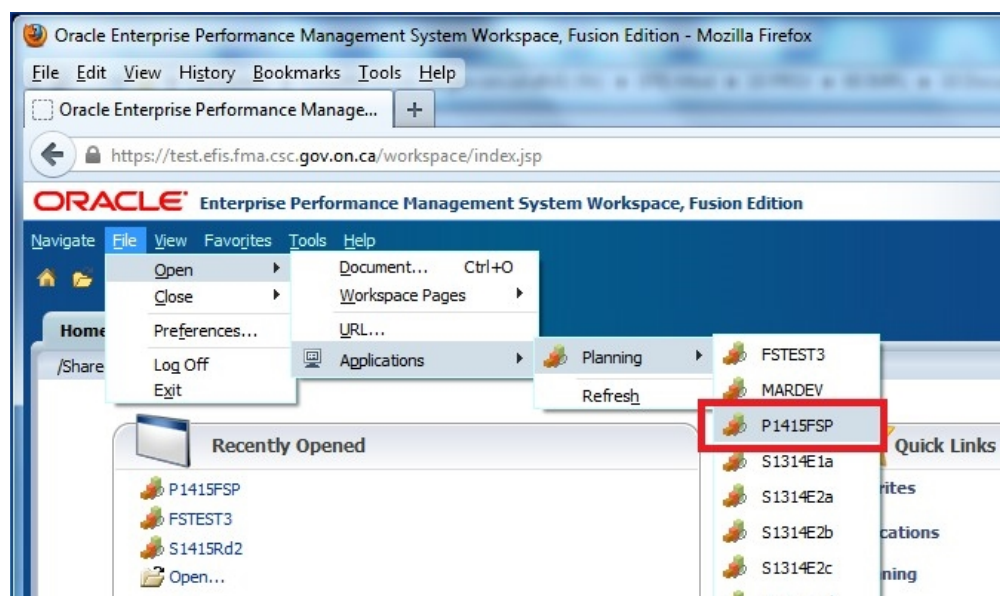 Oracle Enterprise Performance Management System Workspace, Fusion Edition - Mozilla Firefox
File Edit View History Bookmarks Tools Help
Oracle Enterprise Performance Manage... +
https://test.efis.fma.csc.gov.on.ca/workspace/index.jsp
ORACLE Enterprise Performance Management System Workspace, Fusion Edition
Navigate File View Favorites Tools Help
Open
Close
Preferences...
Log Off
Exit
Document... Ctrl+O
Workspace Pages
URL...
Applications
Planning
Refresh
FSTEST3
MARDEV
P1415FSP
S1314E1a
S1314E2a
S1314E2b
S1314E2c
Home
/Share
Recently Opened
P1415FSP
FSTEST3
S1415Rd2
Open...
Quick Links
rites
cations
ning